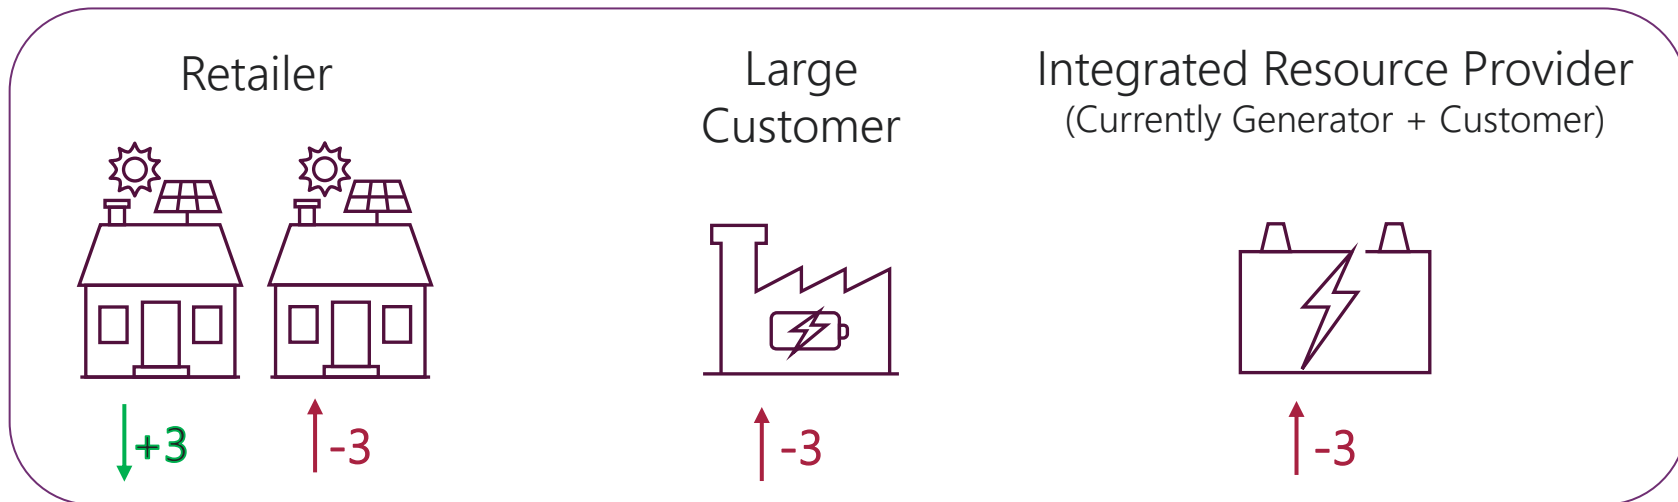 Retailer
Large
Customer
Integrated Resource Provider
(Currently Generator + Customer)
+3
-3
-3
-3